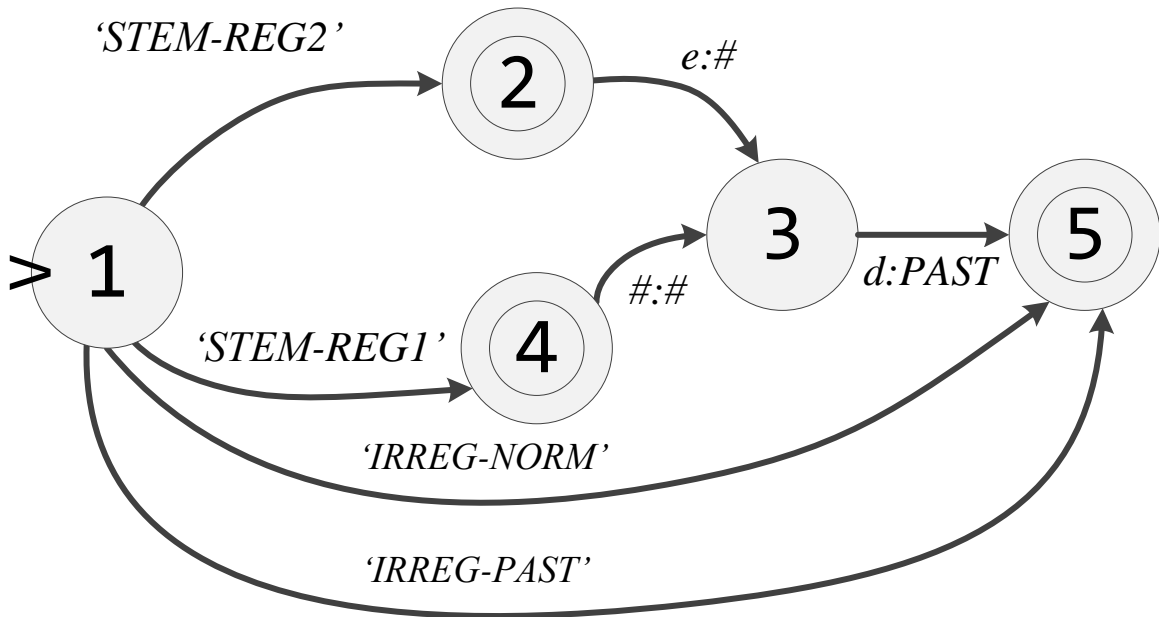 ‘STEM-REG2’
2
e:#
> 1
3
5
d:PAST
#:#
‘STEM-REG1’
4
‘IRREG-NORM’
‘IRREG-PAST’